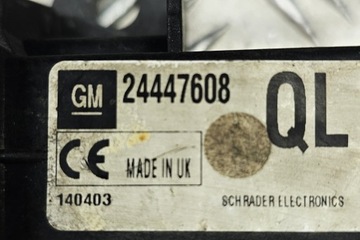 GM 24447608 QL
CE MADE IN UK
140403 SCHRADER ELECTRONICS